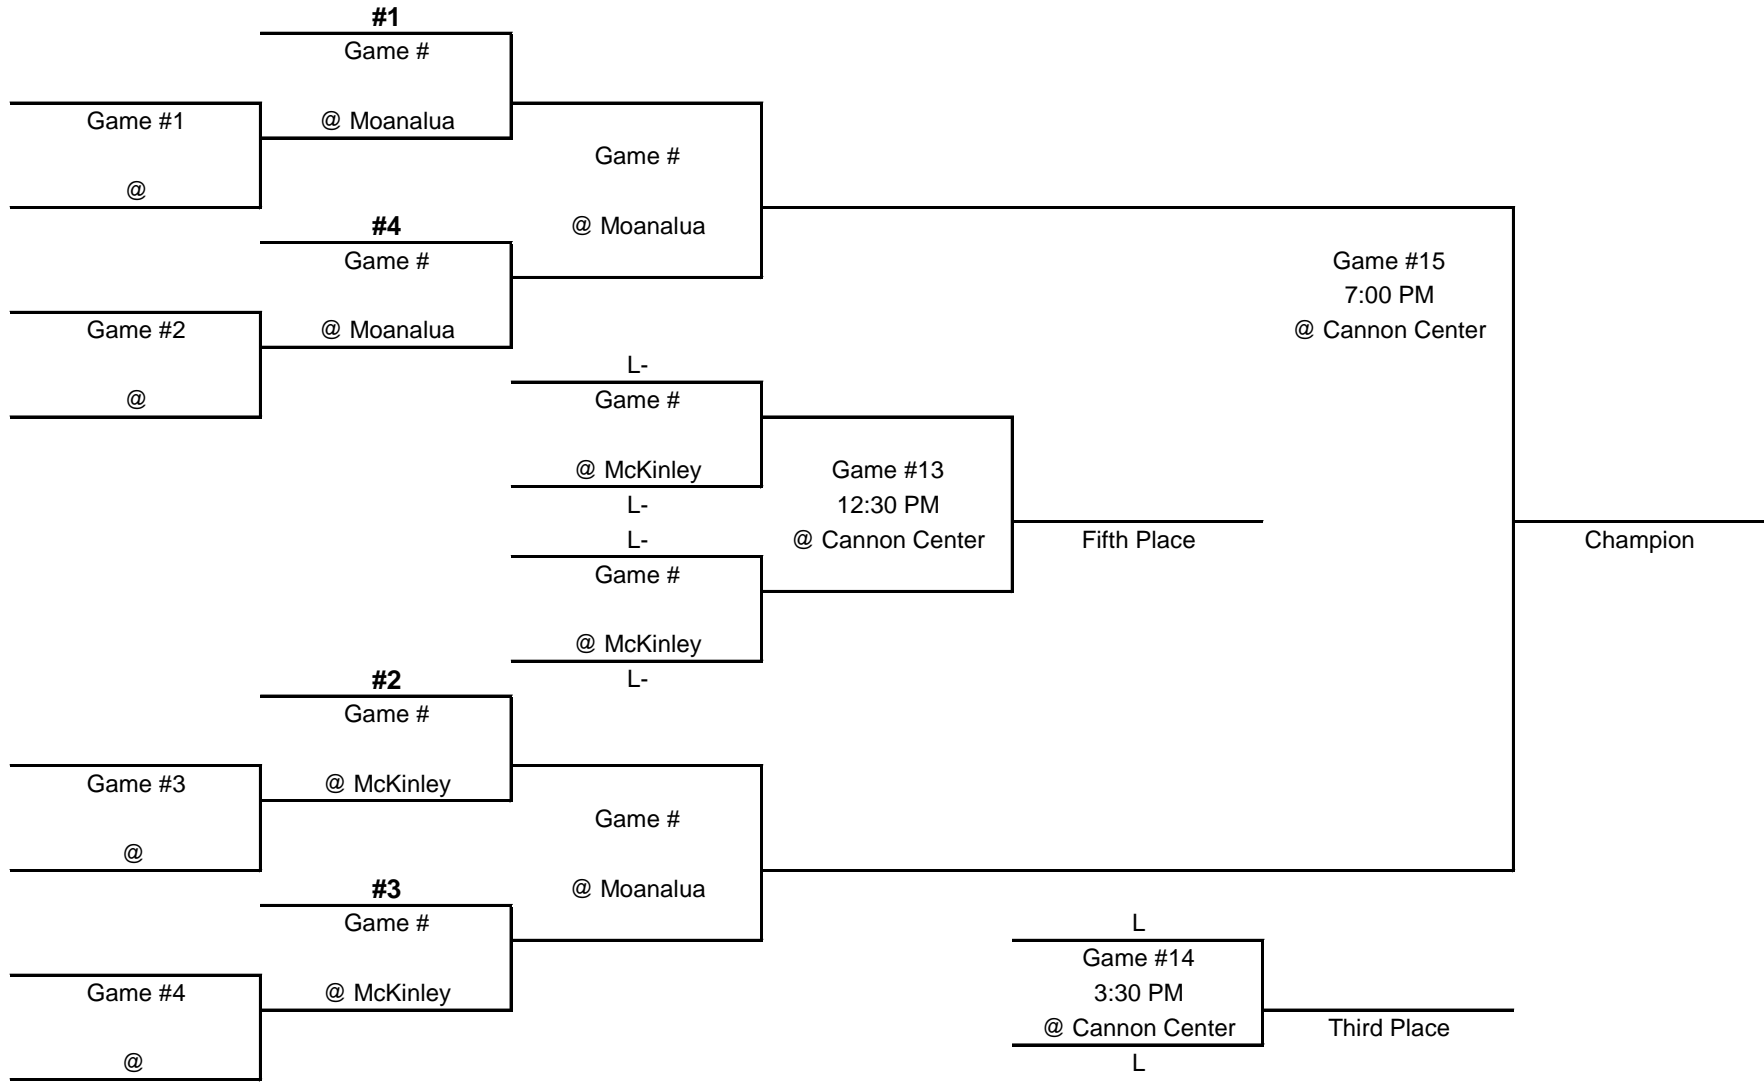 #1
Game #
@ Moanalua
Game #1
@
Game #
@ Moanalua
#4
Game #
@ Moanalua
Game #2
@
Game #15
7:00 PM
@ Cannon Center
L-
Game #
@ McKinley
L-
L-
Game #
@ McKinley
L-
Game #13
12:30 PM
@ Cannon Center
Fifth Place
Champion
#2
Game #
@ McKinley
Game #3
@
Game #
@ Moanalua
#3
Game #
@ McKinley
Game #4
@
L
Game #14
3:30 PM
@ Cannon Center
L
Third Place